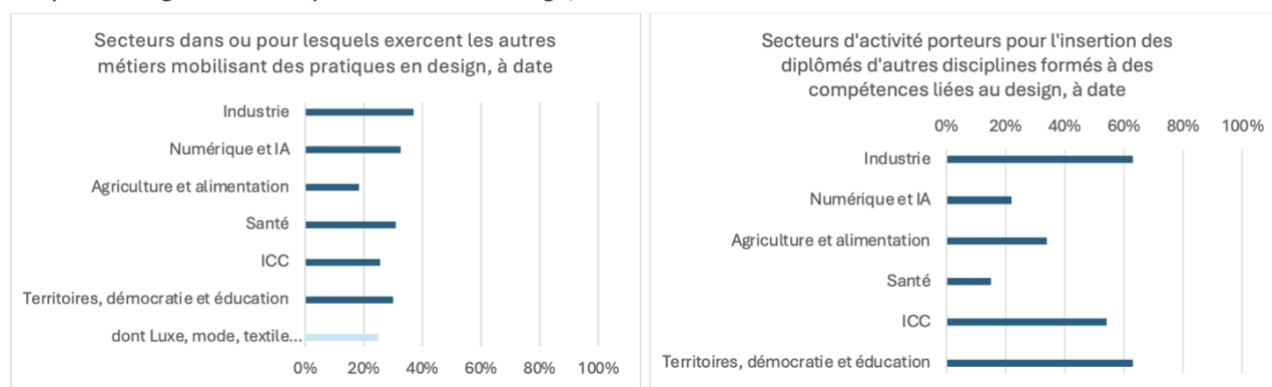 Secteurs dans ou pour lesquels exercent les autres
métiers mobilisant des pratiques en design, à date
Industrie
Numérique et IA
Agriculture et alimentation
Santé
ICC
Territoires, démocratie et éducation
dont Luxe, mode, textile...
0% 20% 40% 60% 80% 100%
Secteurs d'activité porteurs pour l'insertion des
diplômés d'autres disciplines formés à des
compétences liées au design, à date
0% 20% 40% 60% 80% 100%
Industrie
Numérique et IA
Agriculture et alimentation
Santé
ICC
Territoires, démocratie et éducation